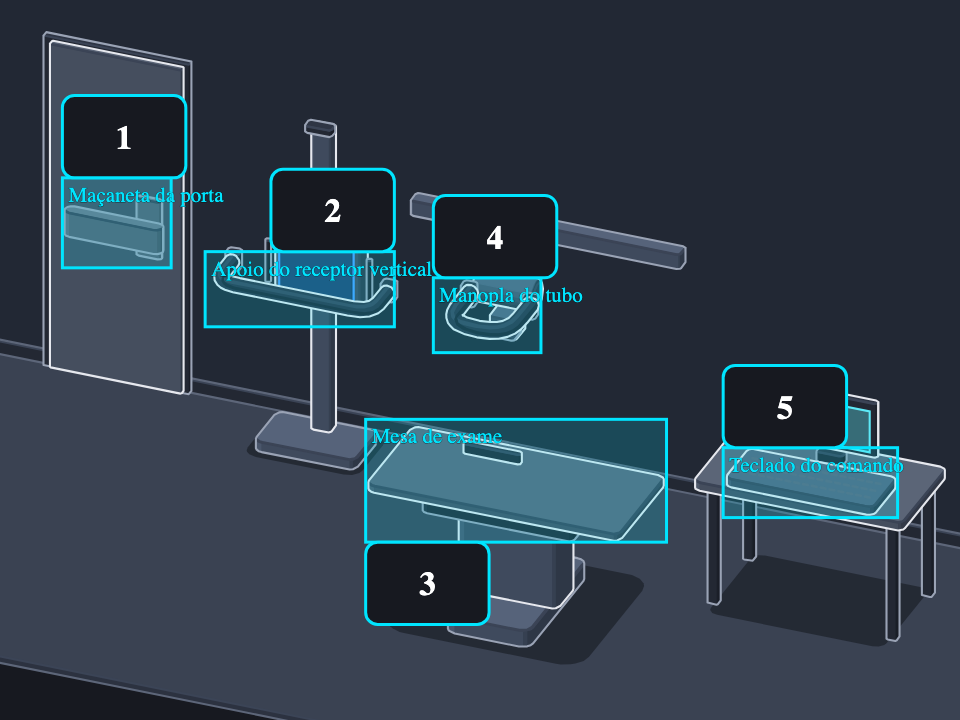 1
Maçaneta da porta
2
Apoio do receptor vertical
4
Manopla do tubo
3
Mesa de exame
5
Teclado do comando